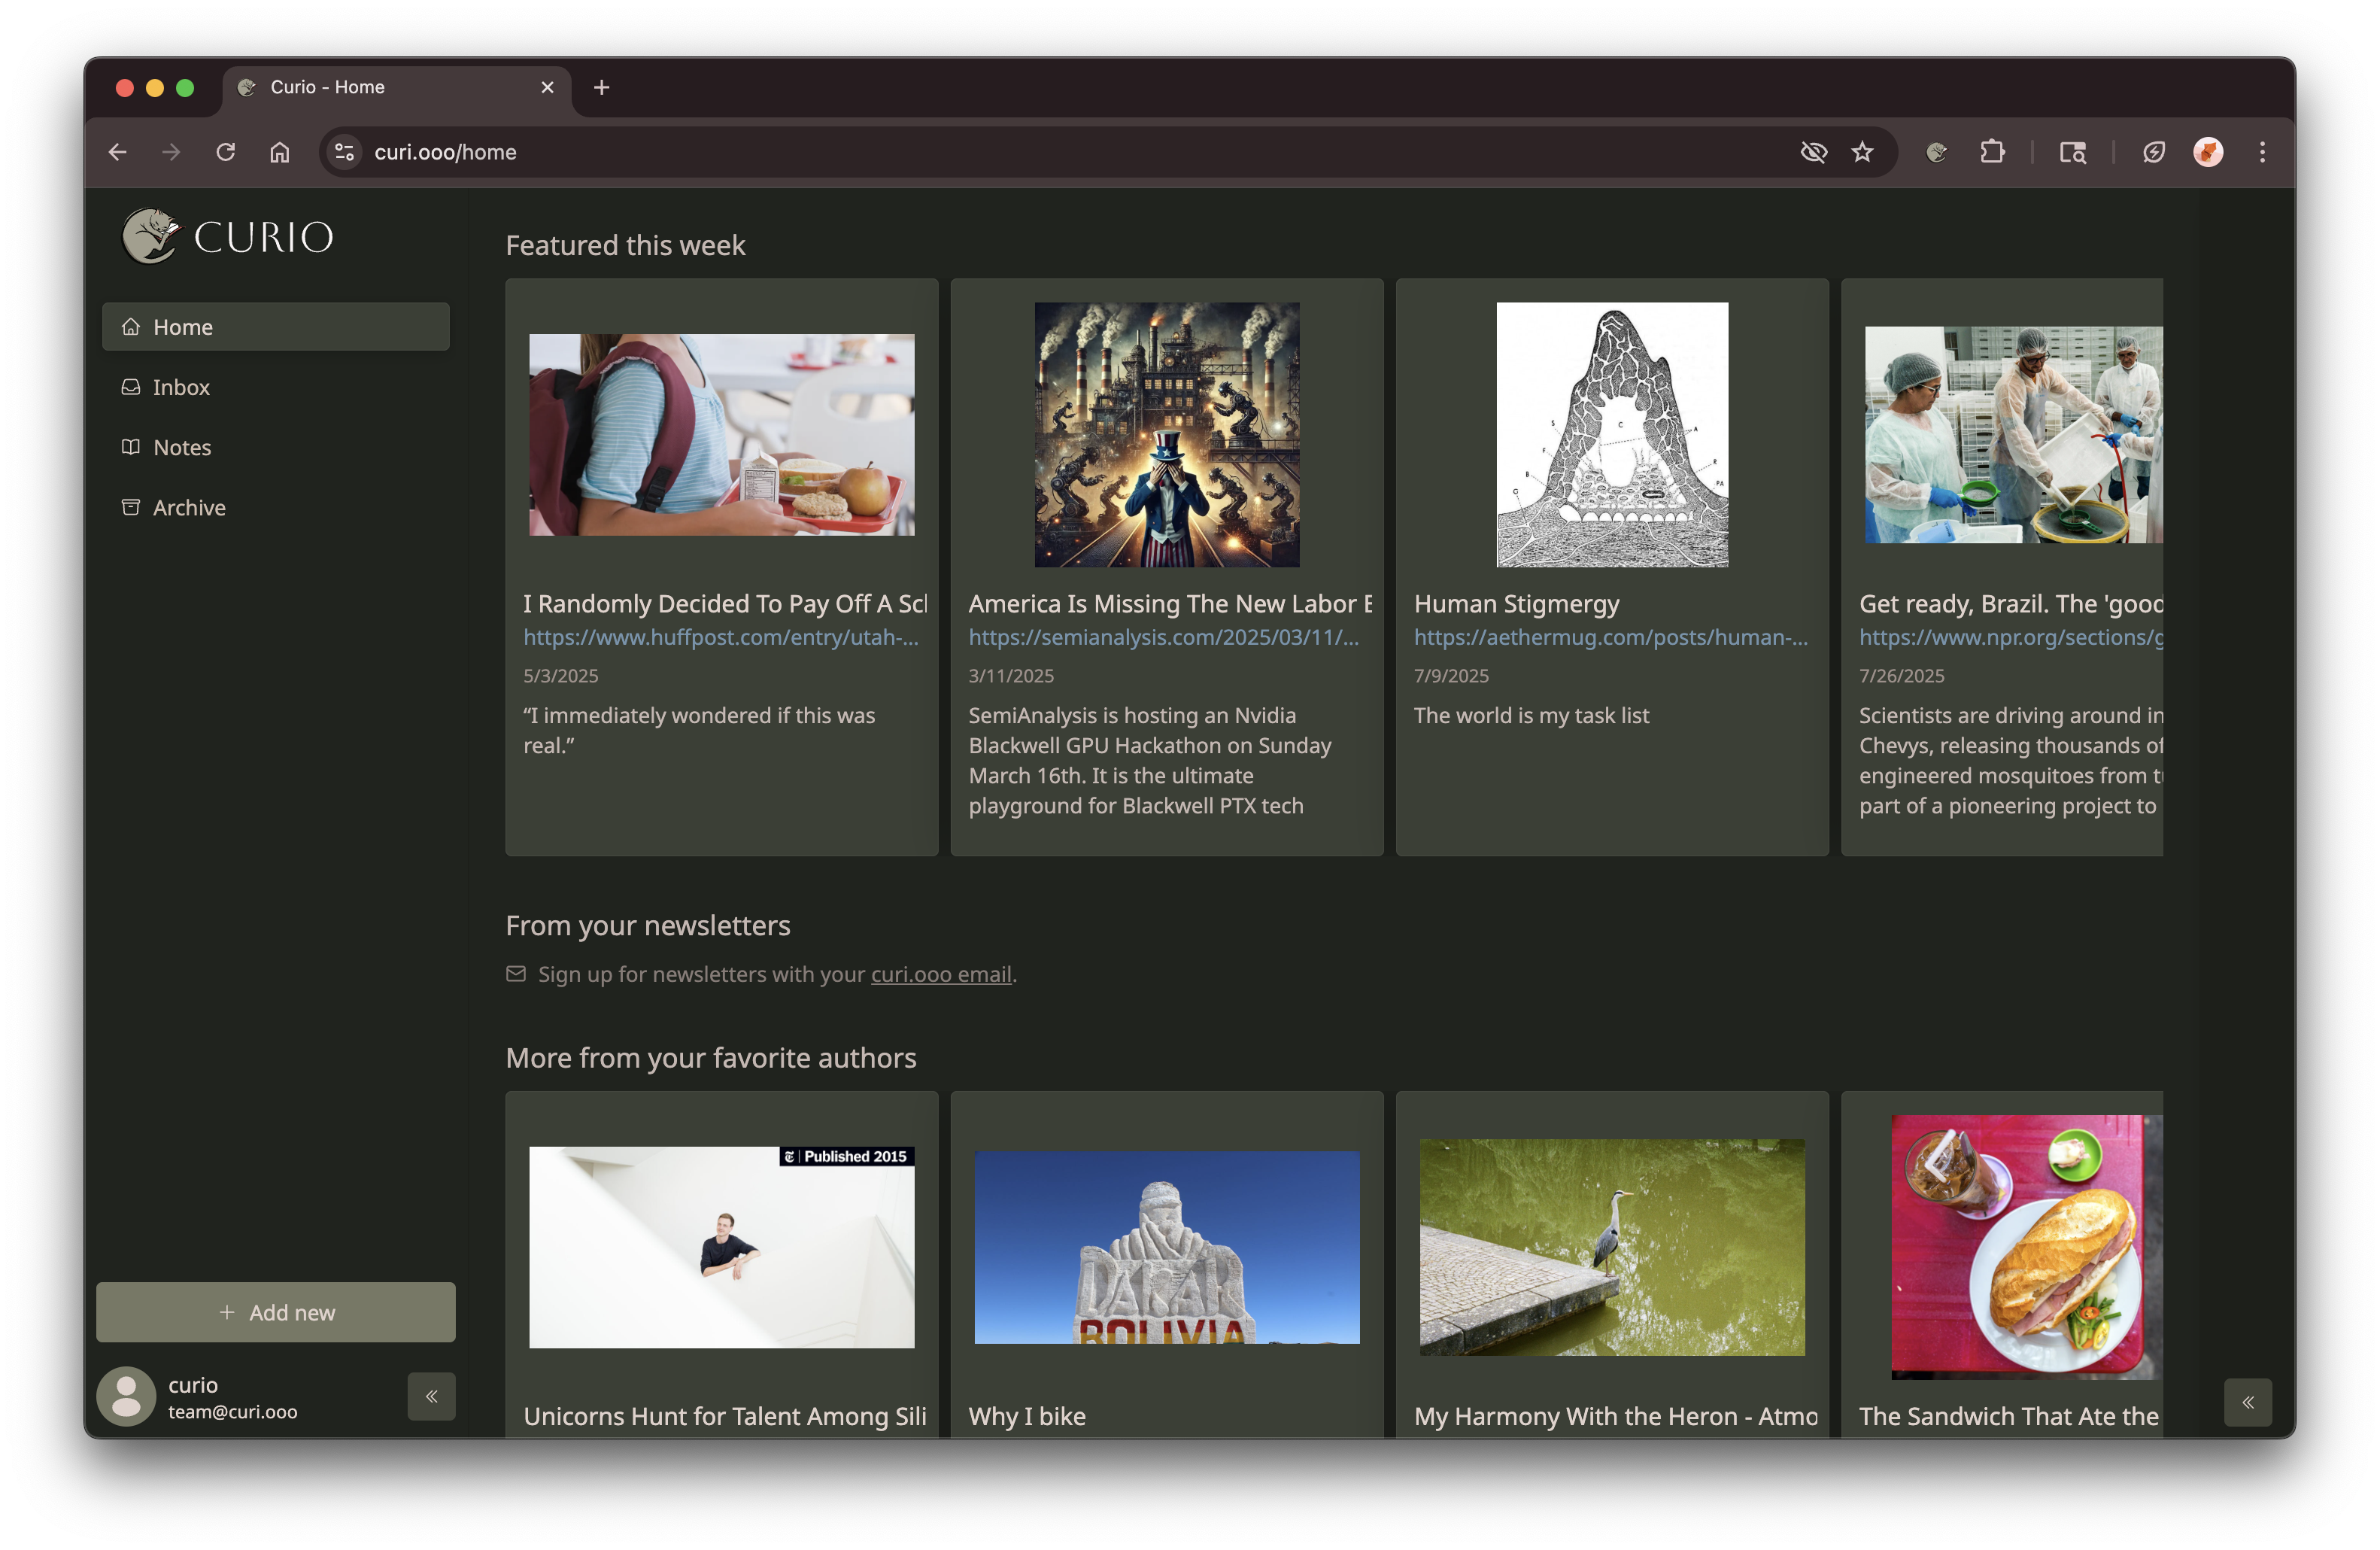 Curio - Home
curi.ooo/home
CURIO
Home
Inbox
Notes
Archive
Add new
curio
team@curi.ooo
Featured this week
I Randomly Decided To Pay Off A Scl
https://www.huffpost.com/entry/utah-...
5/3/2025
“I immediately wondered if this was
real.”
America Is Missing The New Labor E
https://semianalysis.com/2025/03/11/...
3/11/2025
SemiAnalysis is hosting an Nvidia
Blackwell GPU Hackathon on Sunday
March 16th. It is the ultimate
playground for Blackwell PTX tech
Human Stigmergy
https://aethermug.com/posts/human-...
7/9/2025
The world is my task list
Get ready, Brazil. The 'good
https://www.npr.org/sections/g
7/26/2025
Scientists are driving around in
Chevys, releasing thousands of
engineered mosquitoes from tu
part of a pioneering project to
From your newsletters
Sign up for newsletters with your curi.ooo email.
More from your favorite authors
Published 2015
Unicorns Hunt for Talent Among Sili
DAKAR
BOLIVIA
Why I bike
My Harmony With the Heron - Atmo
The Sandwich That Ate the